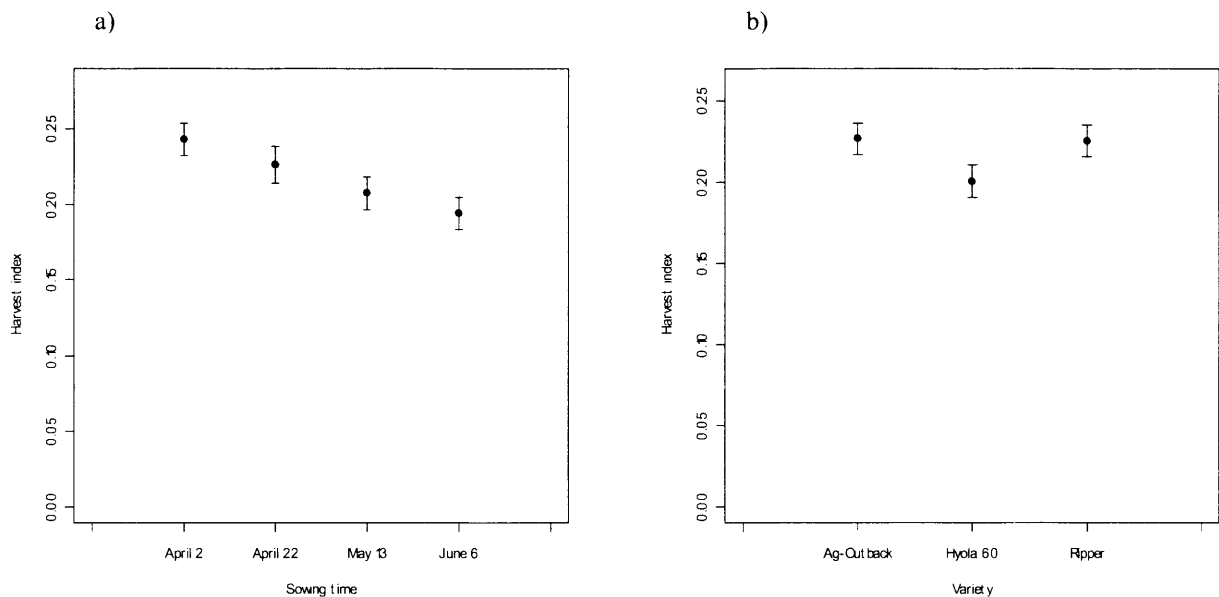 a)
0.25
0.20
0.15
0.10
0.05
0.00
Harvest index
April 2
April 22
May 13
June 6
Sowing time
b)
0.25
0.20
0.15
0.10
0.05
0.00
Harvest index
Ag-Outback
Hyola 60
Ripper
Variety